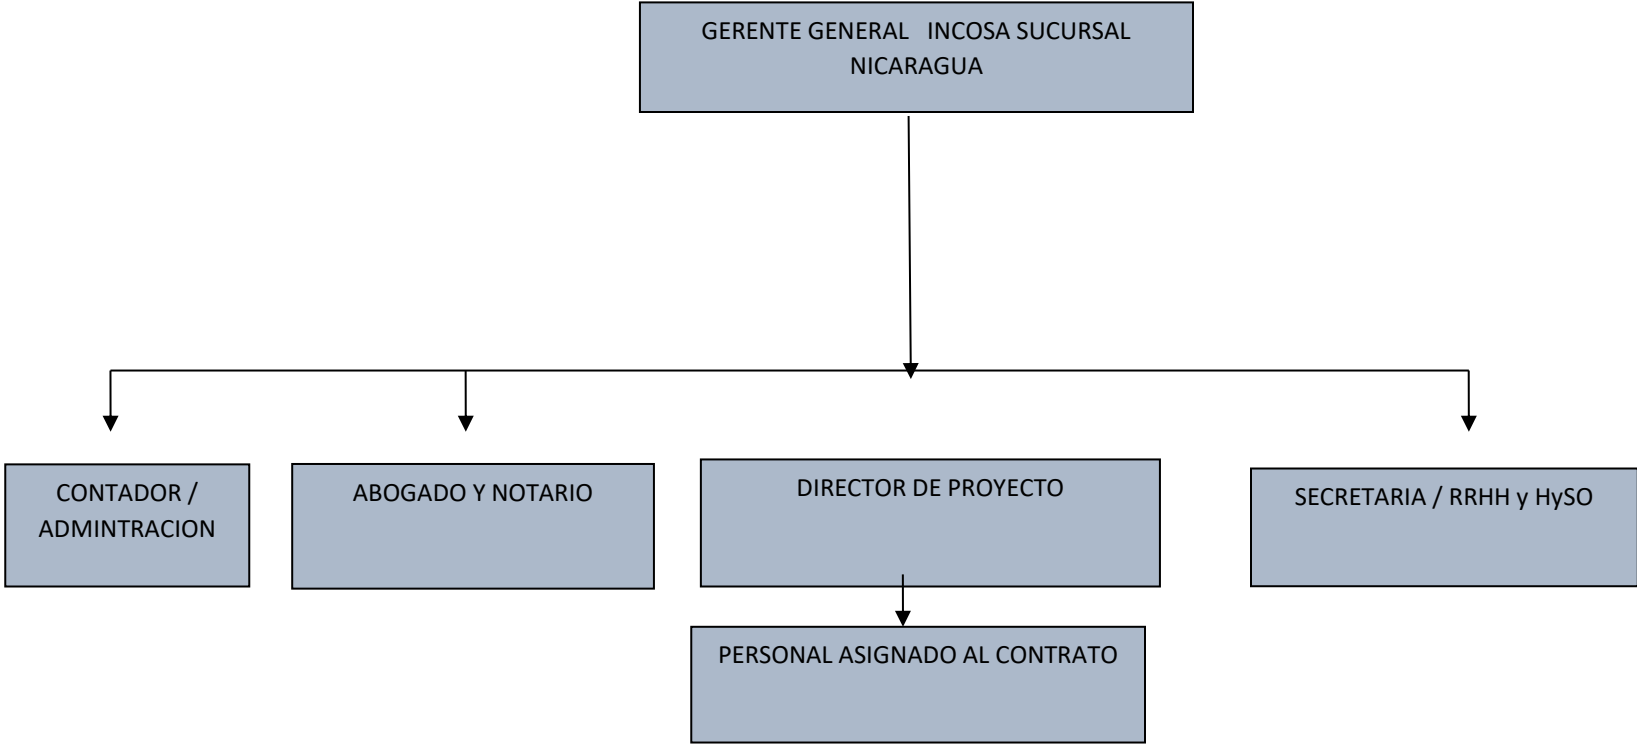 GERENTE GENERAL   INCOSA SUCURSAL
NICARAGUA
CONTADOR /
ADMINTRACION
ABOGADO Y NOTARIO
DIRECTOR DE PROYECTO
SECRETARIA / RRHH y HySO
PERSONAL ASIGNADO AL CONTRATO